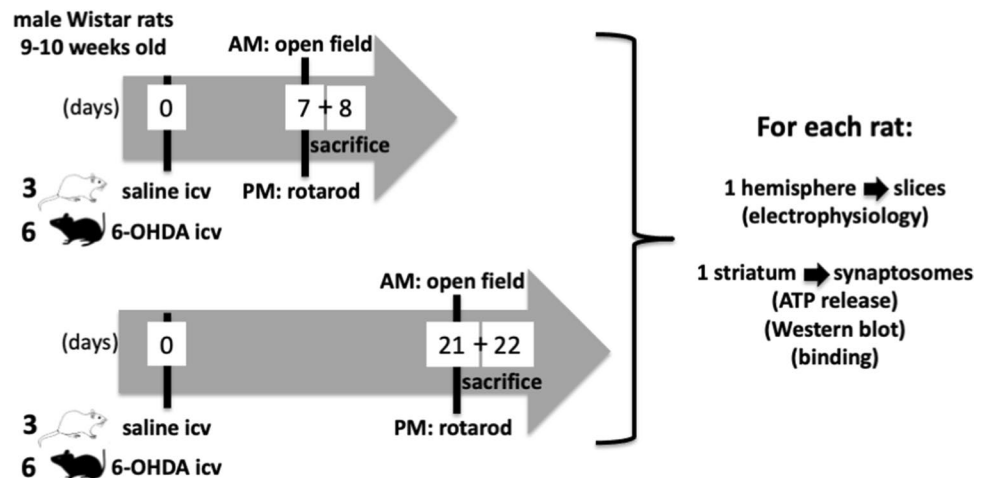 male Wistar rats
9-10 weeks old
AM: open field
(days)
0
7 + 8
sacrifice
3
saline icv
PM: rotarod
6
6-OHDA icv
AM: open field
(days)
0
21 + 22
sacrifice
3
saline icv
PM: rotarod
6
6-OHDA icv
For each rat:
1 hemisphere ➡ slices
(electrophysiology)
1 striatum ➡ synaptosomes
(ATP release)
(Western blot)
(binding)